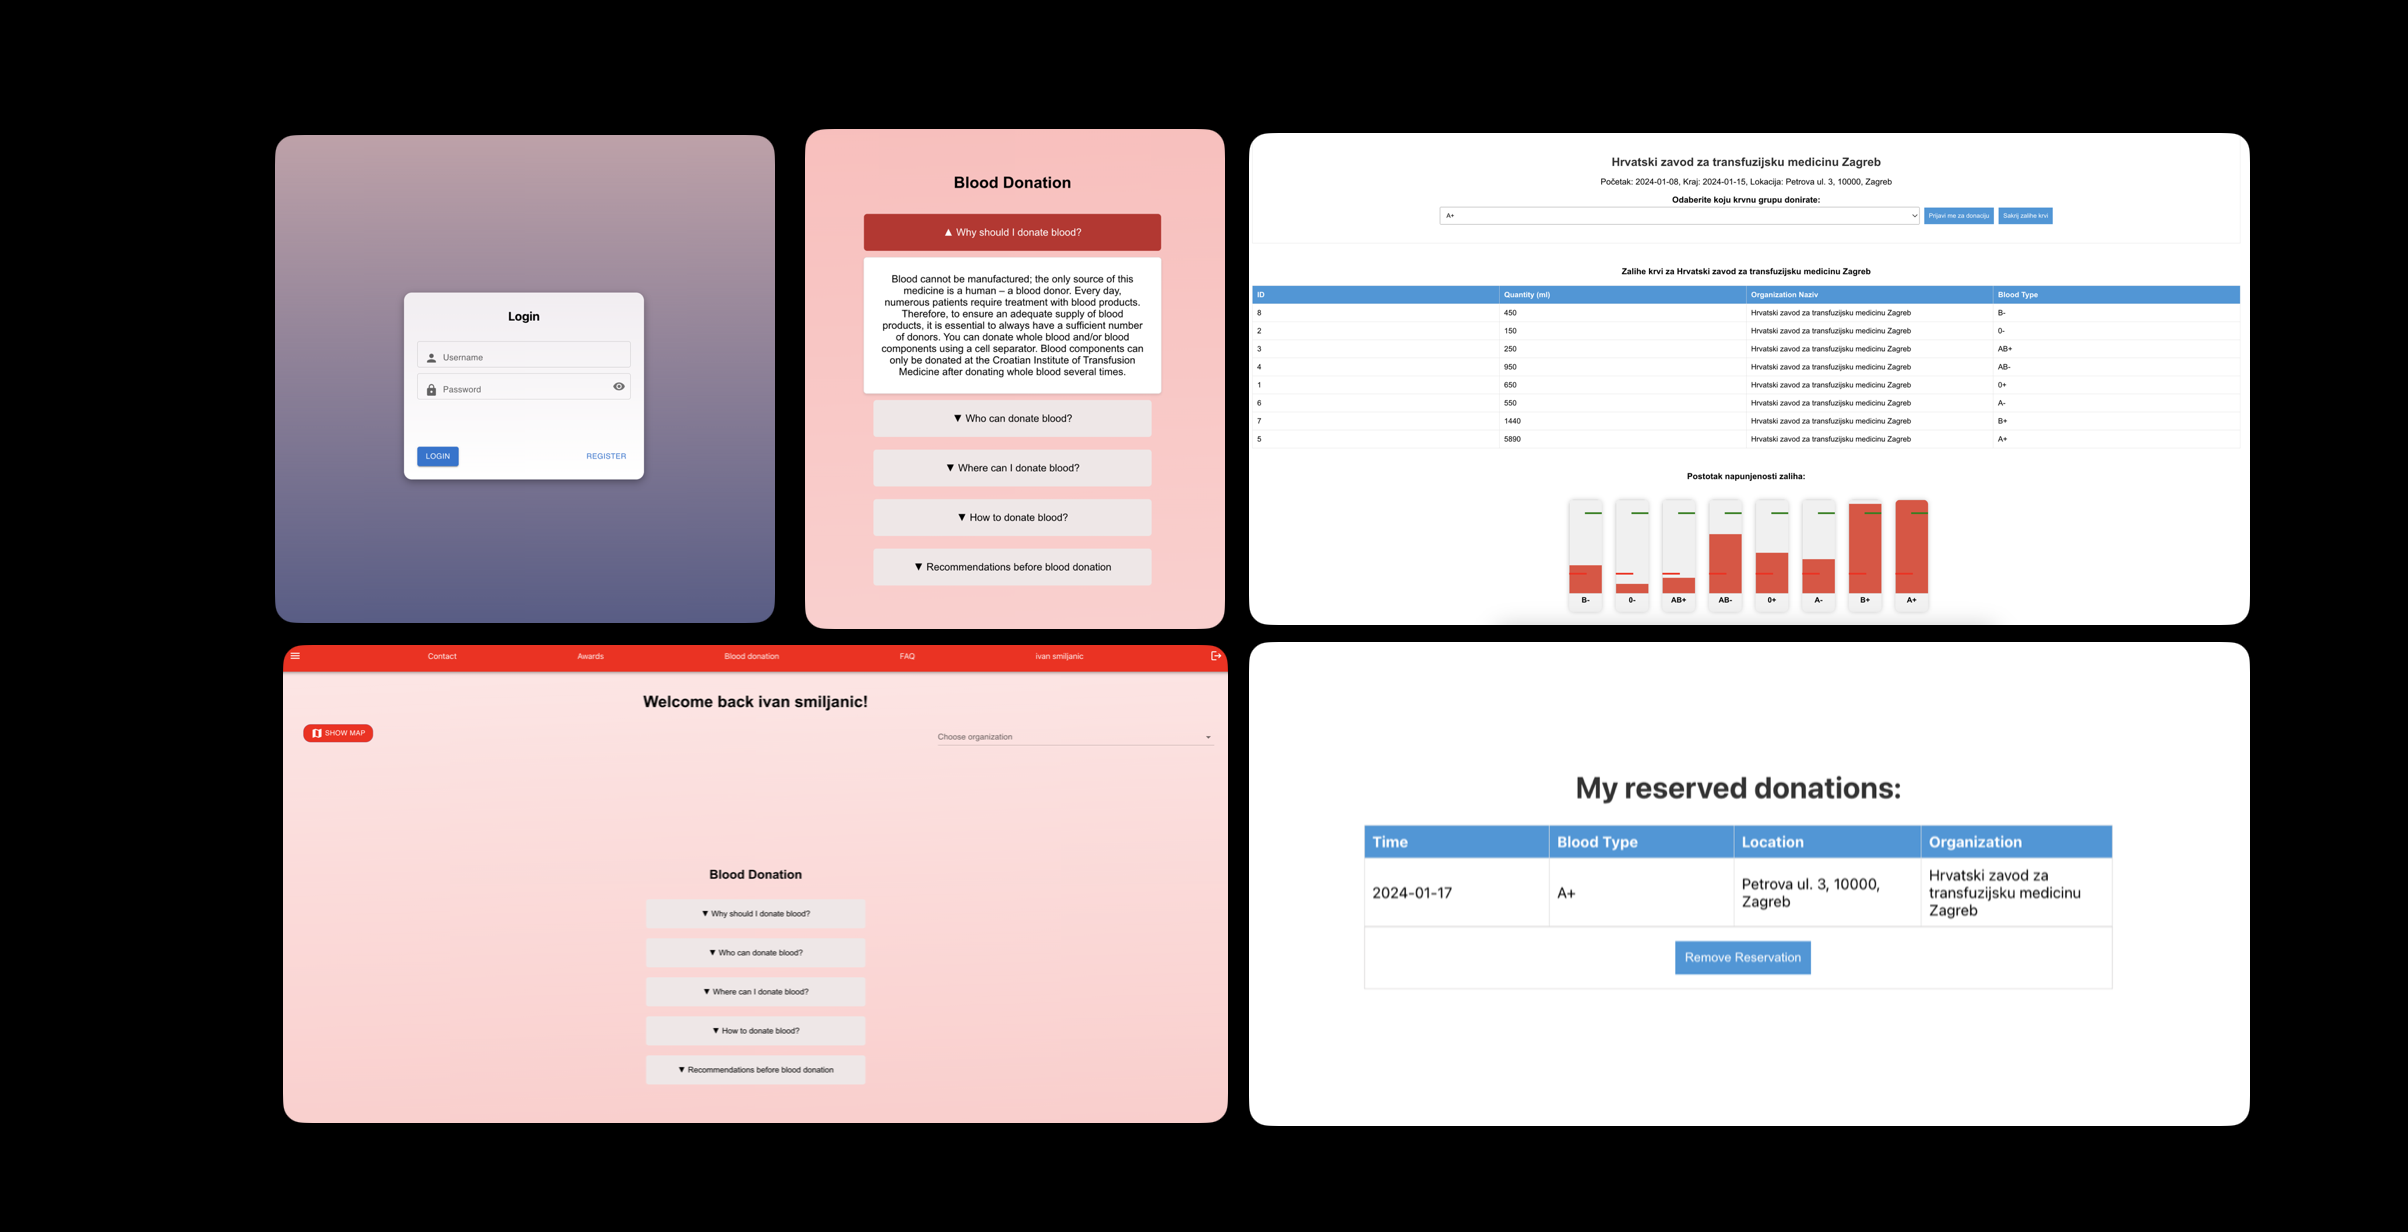 Login
Username
Password
LOGIN
REGISTER
Blood Donation
▲ Why should I donate blood?
Blood cannot be manufactured; the only source of this
medicine is a human – a blood donor. Every day,
numerous patients require treatment with blood products.
Therefore, to ensure an adequate supply of blood
products, it is essential to always have a sufficient number
of donors. You can donate whole blood and/or blood
components using a cell separator. Blood components can
only be donated at the Croatian Institute of Transfusion
Medicine after donating whole blood several times.
▼ Who can donate blood?
▼ Where can I donate blood?
▼ How to donate blood?
▼ Recommendations before blood donation
Hrvatski zavod za transfuzijsku medicinu Zagreb
Početak: 2024-01-08, Kraj: 2024-01-15, Lokacija: Petrova ul. 3, 10000, Zagreb
Odaberite koju krvnu grupu donirate:
A+ Prijavi me za donaciju Sakrij zalihe krvi
Zalihe krvi za Hrvatski zavod za transfuzijsku medicinu Zagreb
ID Quantity (ml) Organization Naziv Blood Type
8 450 Hrvatski zavod za transfuzijsku medicinu Zagreb B-
2 150 Hrvatski zavod za transfuzijsku medicinu Zagreb 0-
3 250 Hrvatski zavod za transfuzijsku medicinu Zagreb AB+
4 950 Hrvatski zavod za transfuzijsku medicinu Zagreb AB-
1 650 Hrvatski zavod za transfuzijsku medicinu Zagreb 0+
6 550 Hrvatski zavod za transfuzijsku medicinu Zagreb A-
7 1440 Hrvatski zavod za transfuzijsku medicinu Zagreb B+
5 5890 Hrvatski zavod za transfuzijsku medicinu Zagreb A+
Postotak napunjenosti zaliha:
B- 0- AB+ AB- 0+ A- B+ A+
Contact Awards Blood donation FAQ ivan smiljanic
Welcome back ivan smiljanic!
SHOW MAP
Choose organization
Blood Donation
▼ Why should I donate blood?
▼ Who can donate blood?
▼ Where can I donate blood?
▼ How to donate blood?
▼ Recommendations before blood donation
My reserved donations:
Time Blood Type Location Organization
2024-01-17
A+
Petrova ul. 3, 10000,
Zagreb
Hrvatski zavod za
transfuzijsku medicinu
Zagreb
Remove Reservation